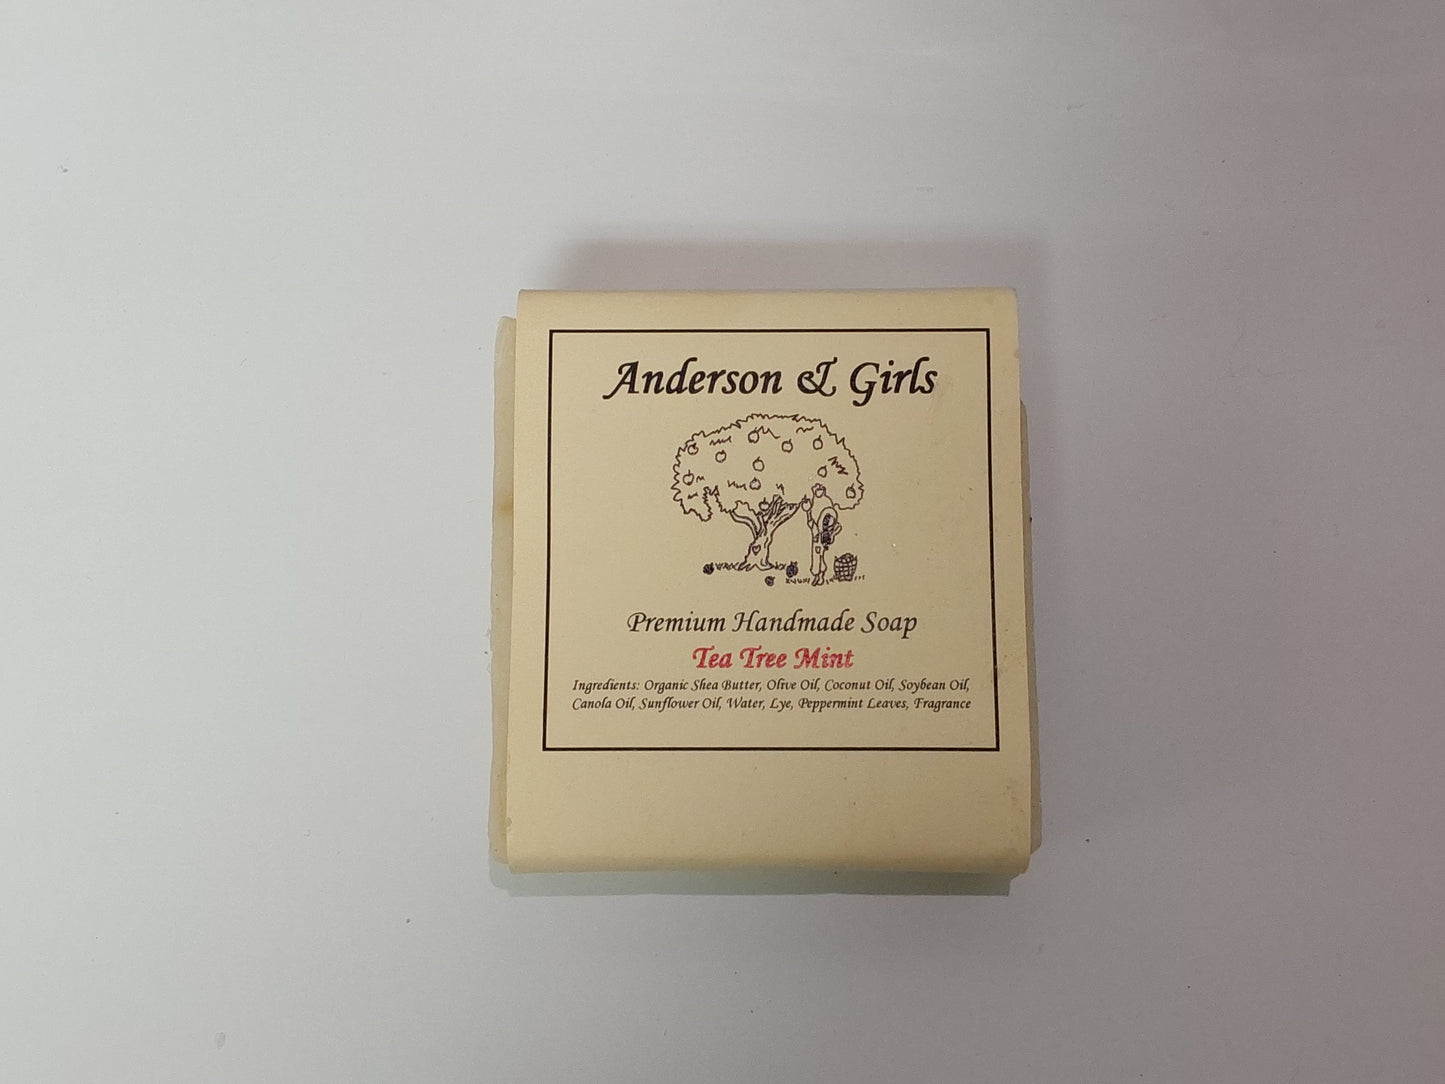 Anderson & Girls
Premium Handmade Soap
Tea Tree Mint
Ingredients: Organic Shea Butter, Olive Oil, Coconut Oil, Soybean Oil,
Canola Oil, Sunflower Oil, Water, Lye, Peppermint Leaves, Fragrance